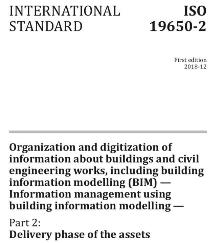 INTERNATIONAL ISO
STANDARD 19650-2
First edition
2018-12
Organization and digitization of
information about buildings and civil
engineering works, including building
information modelling (BIM) —
Information management using
building information modelling —
Part 2:
Delivery phase of the assets